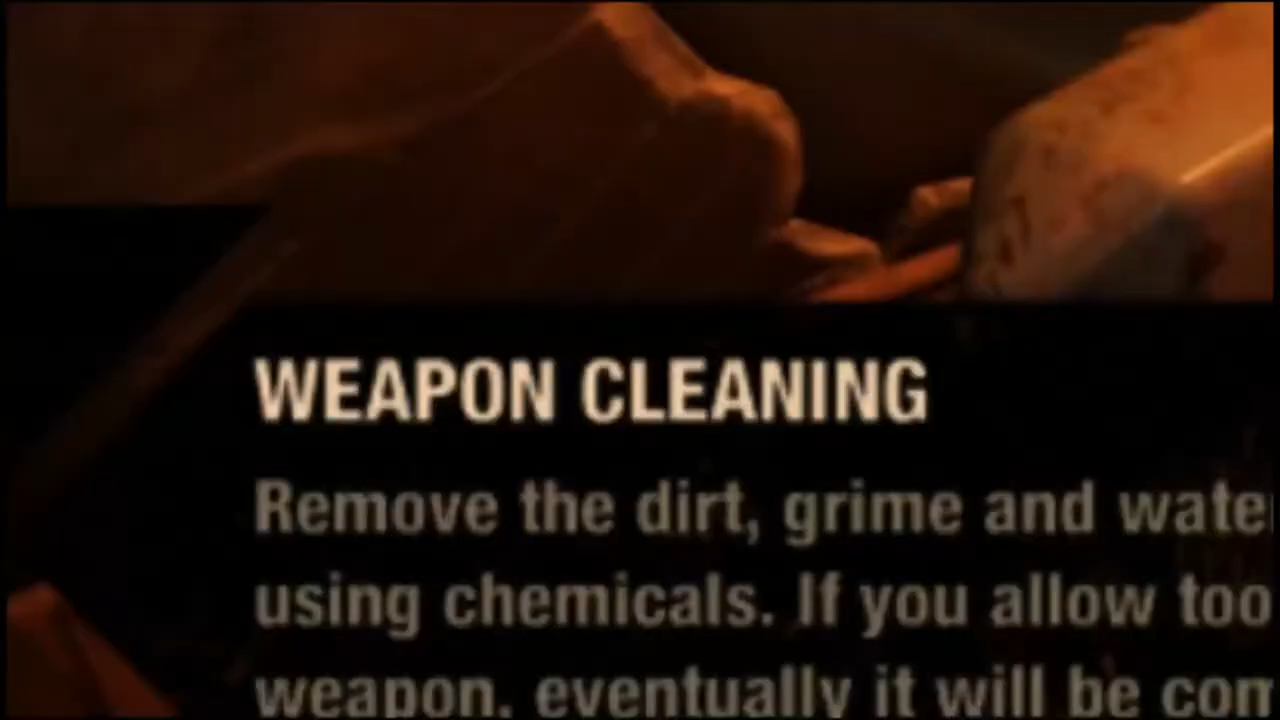 WEAPON CLEANING
Remove the dirt, grime and wate
using chemicals. If you allow too
weapon, eventually it will be com